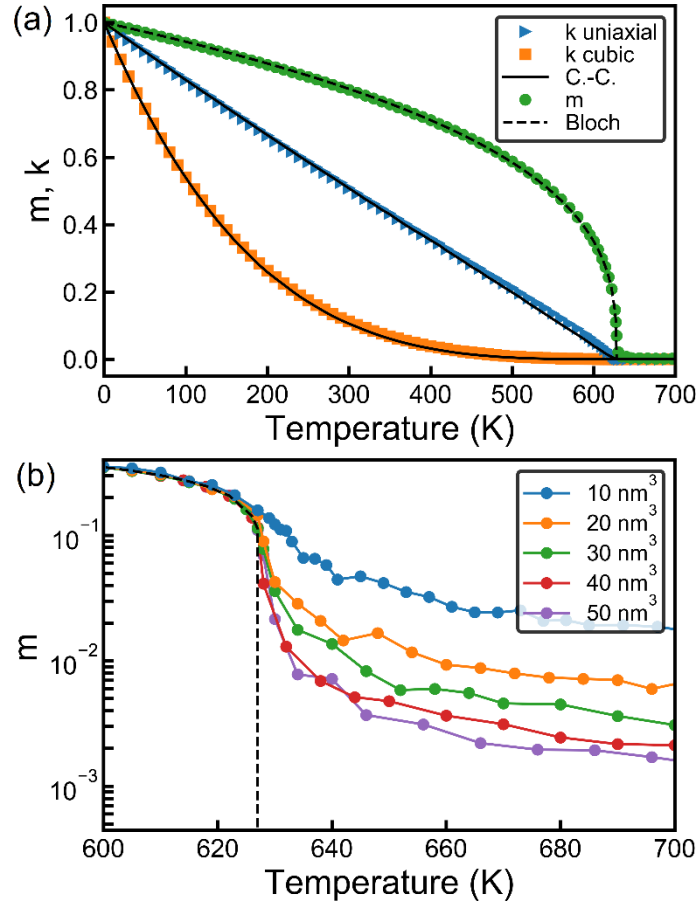 (a)
1.0
0.8
0.6
0.4
0.2
0.0
m, k
k uniaxial
k cubic
C.-C.
m
Bloch
0 100 200 300 400 500 600 700
Temperature (K)
(b)
10⁻¹
10⁻²
10⁻³
m
10 nm³
20 nm³
30 nm³
40 nm³
50 nm³
600 620 640 660 680 700
Temperature (K)